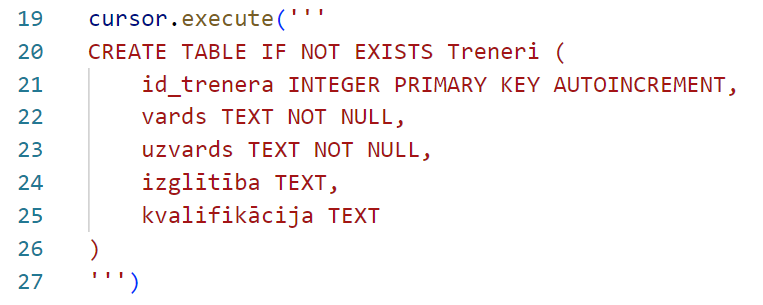 19 cursor.execute('''
20 CREATE TABLE IF NOT EXISTS Treneri (
21     id_trenera INTEGER PRIMARY KEY AUTOINCREMENT,
22     vards TEXT NOT NULL,
23     uzvards TEXT NOT NULL,
24     izglītība TEXT,
25     kvalifikācija TEXT
26 )
27 ''')